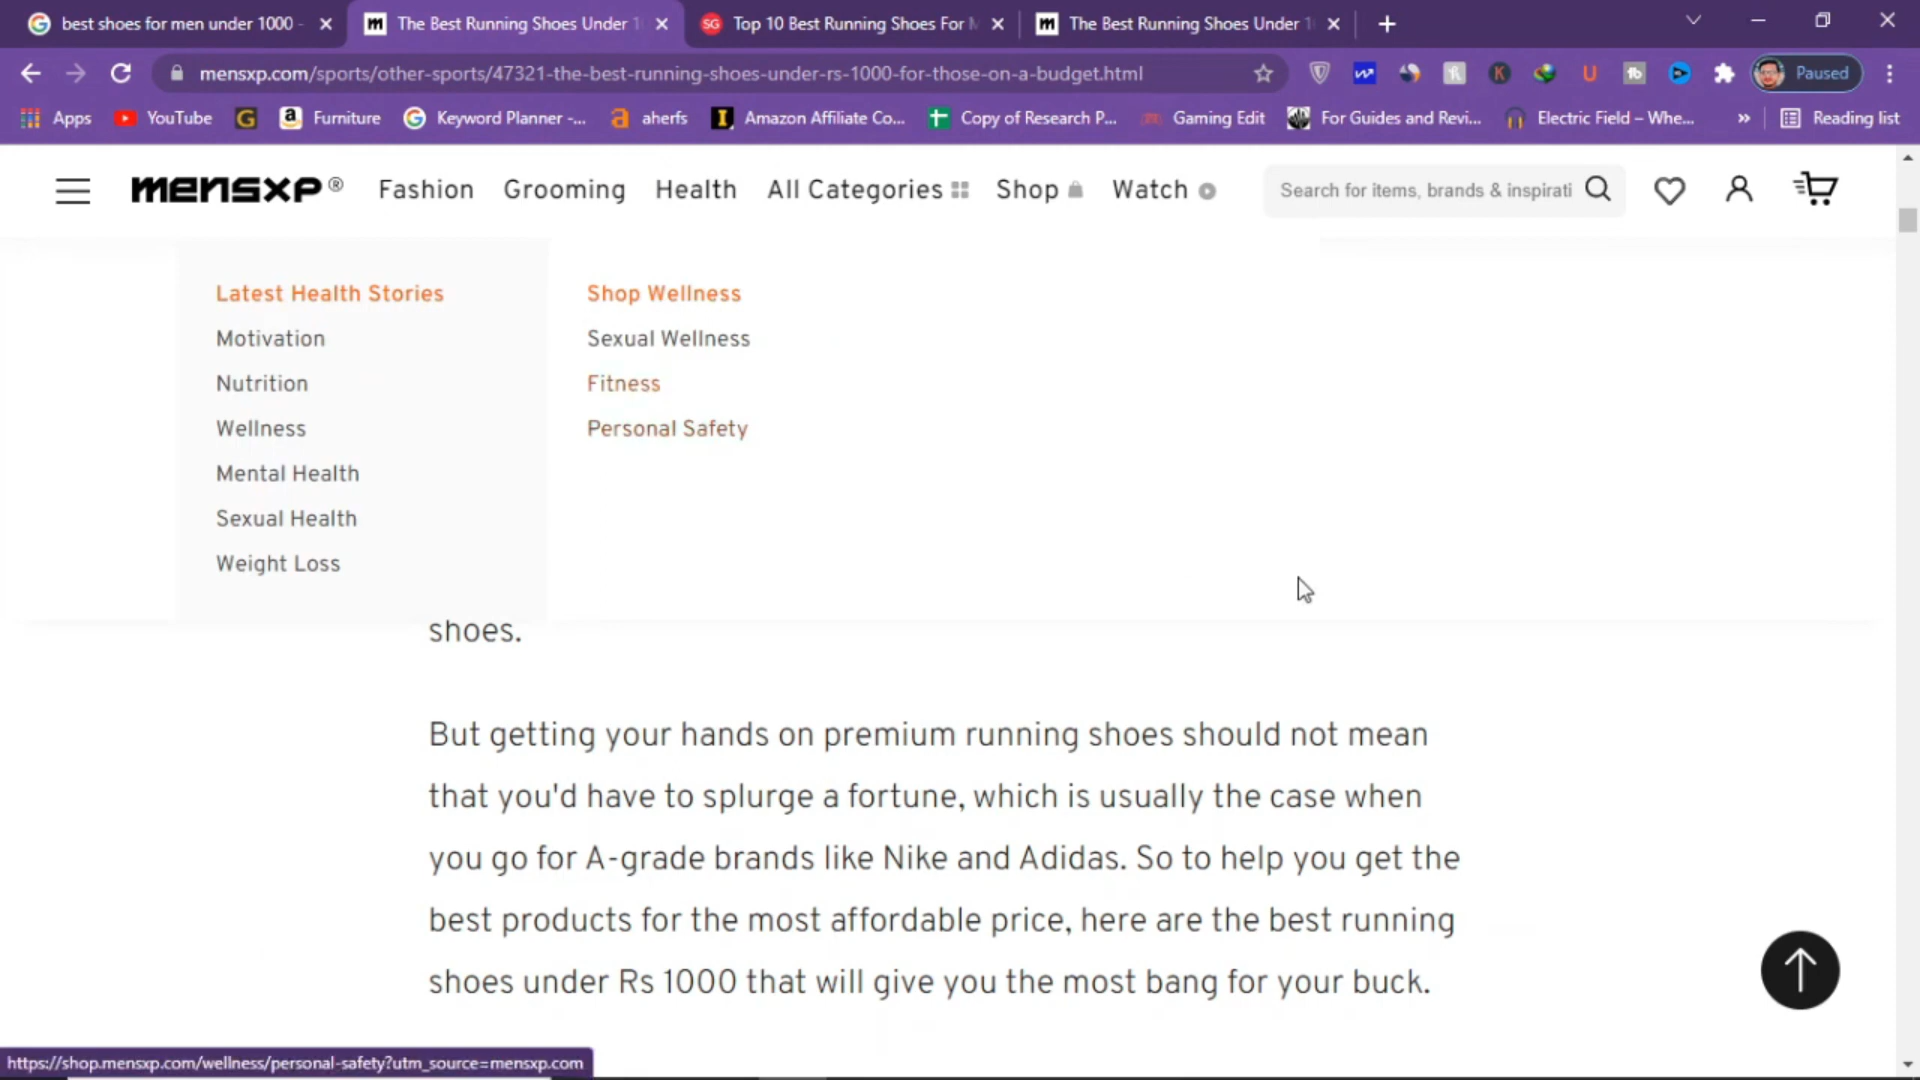 best shoes for men under 1000 -
The Best Running Shoes Under 1
SG
Top 10 Best Running Shoes For M
The Best Running Shoes Under 1
mensxp.com/sports/other-sports/47321-the-best-running-shoes-under-rs-1000-for-those-on-a-budget.html
Paused
Apps
YouTube
Furniture
Keyword Planner -...
aherfs
Amazon Affiliate Co...
Copy of Research P...
Gaming Edit
For Guides and Revi...
Electric Field – Whe...
»
Reading list
mensxp®
Fashion
Grooming
Health
All Categories
Shop
Watch
Search for items, brands & inspirati
Latest Health Stories
Motivation
Nutrition
Wellness
Mental Health
Sexual Health
Weight Loss
Shop Wellness
Sexual Wellness
Fitness
Personal Safety
shoes.
But getting your hands on premium running shoes should not mean
that you'd have to splurge a fortune, which is usually the case when
you go for A-grade brands like Nike and Adidas. So to help you get the
best products for the most affordable price, here are the best running
shoes under Rs 1000 that will give you the most bang for your buck.
https://shop.mensxp.com/wellness/personal-safety?utm_source=mensxp.com